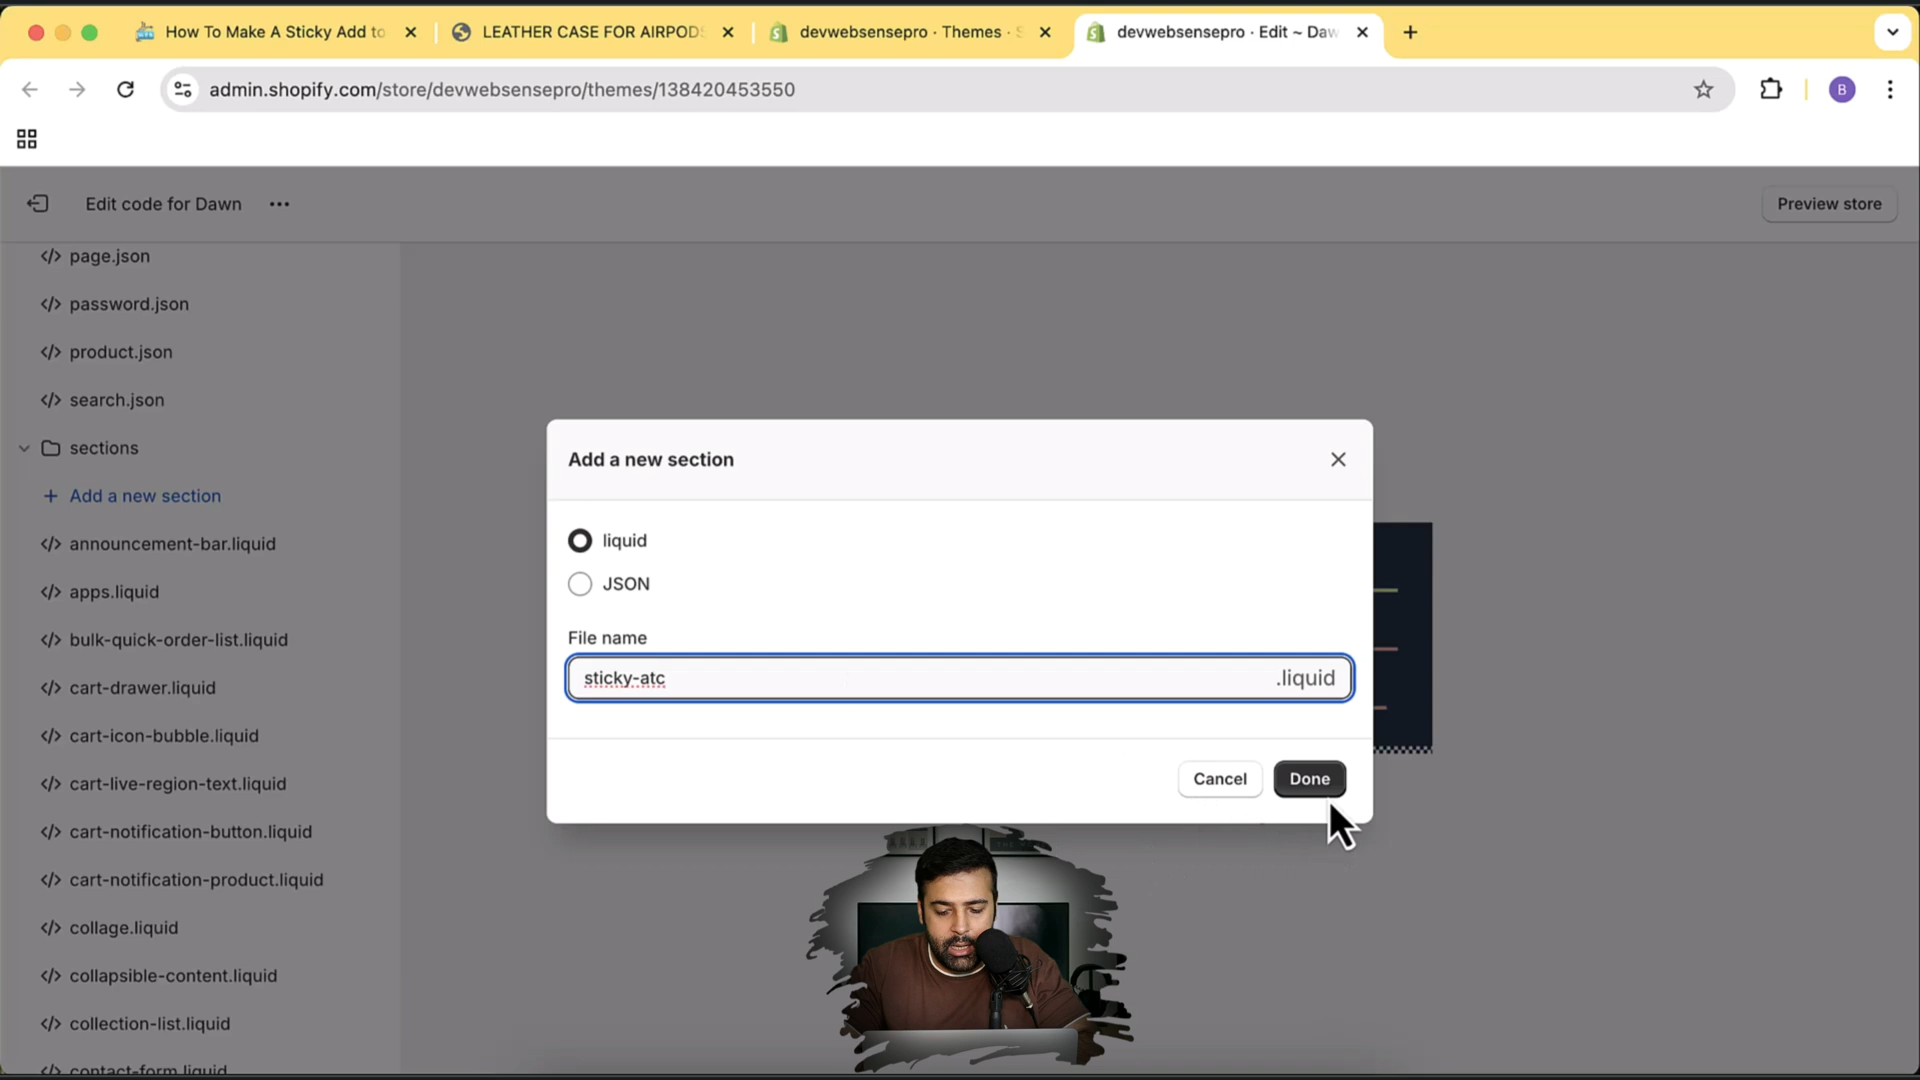 How To Make A Sticky Add to
LEATHER CASE FOR AIRPODS
devwebsensepro · Themes · S
devwebsensepro · Edit ~ Daw
admin.shopify.com/store/devwebsensepro/themes/138420453550
B
Edit code for Dawn
Preview store
page.json
password.json
product.json
search.json
sections
Add a new section
announcement-bar.liquid
apps.liquid
bulk-quick-order-list.liquid
cart-drawer.liquid
cart-icon-bubble.liquid
cart-live-region-text.liquid
cart-notification-button.liquid
cart-notification-product.liquid
collage.liquid
collapsible-content.liquid
collection-list.liquid
contact-form.liquid
Add a new section
liquid
JSON
File name
sticky-atc .liquid
Cancel
Done